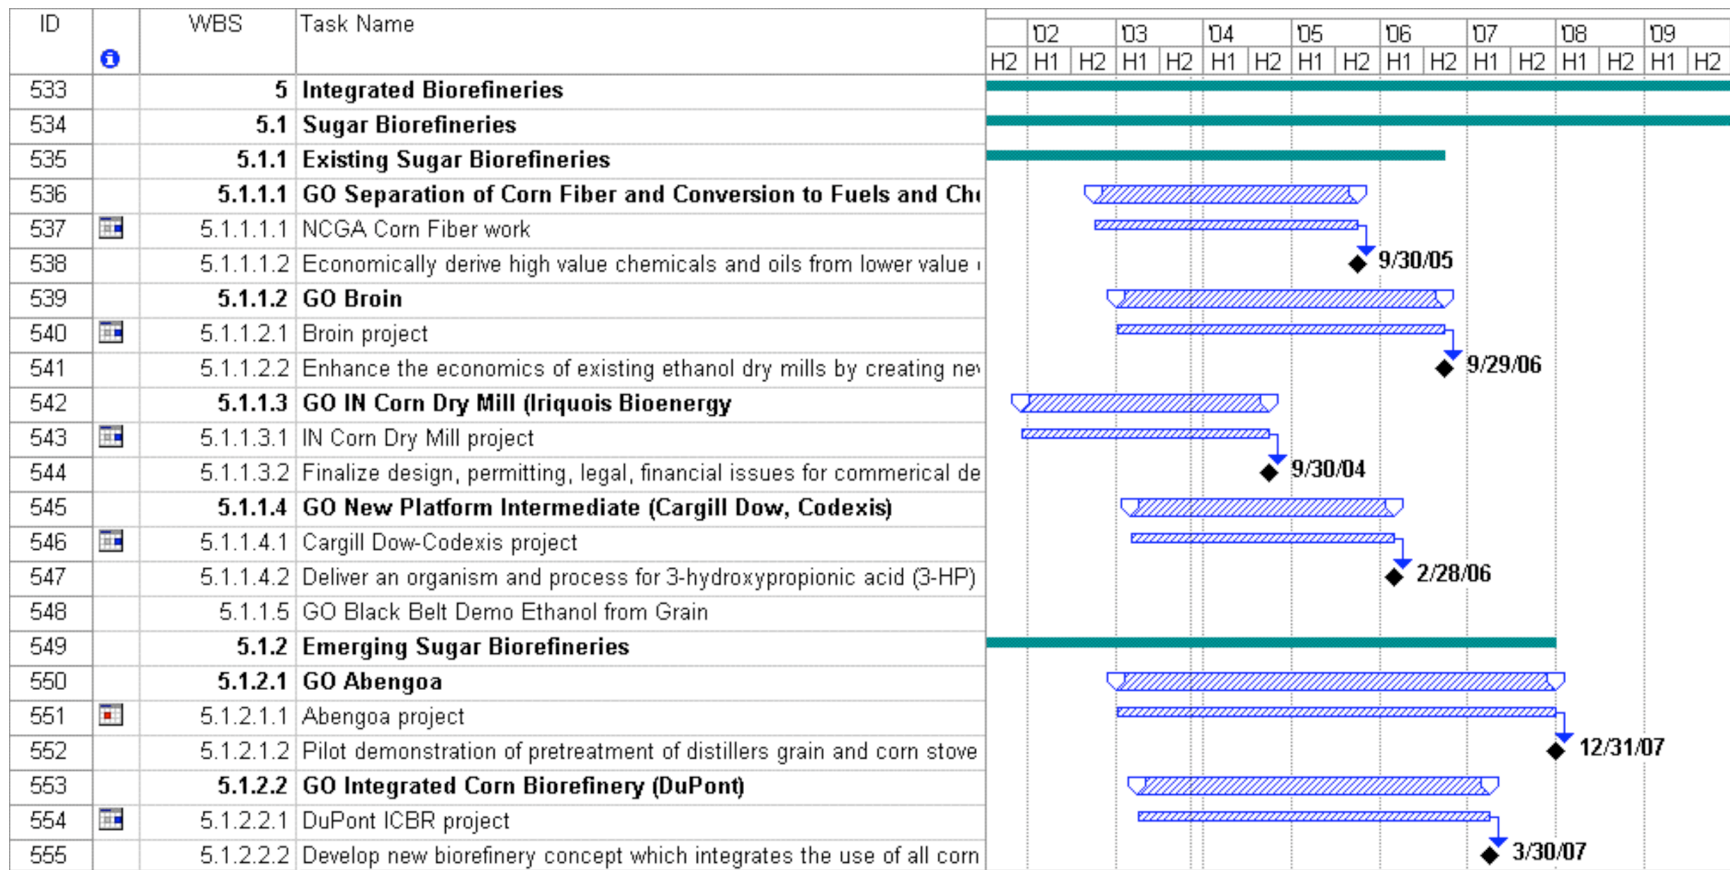 ID WBS Task Name '02 '03 '04 '05 '06 '07 '08 '09
H2 H1 H2 H1 H2 H1 H2 H1 H2 H1 H2 H1 H2 H1 H2 H1 H2
533 5 Integrated Biorefineries
534 5.1 Sugar Biorefineries
535 5.1.1 Existing Sugar Biorefineries
536 5.1.1.1 GO Separation of Corn Fiber and Conversion to Fuels and
537 5.1.1.1.1 NCGA Corn Fiber work
538 5.1.1.1.2 Economically derive high value chemicals and oils from lower value 9/30/05
539 5.1.1.2 GO Broin
540 5.1.1.2.1 Broin project
541 5.1.1.2.2 Enhance the economics of existing ethanol dry mills by creating 9/29/06
542 5.1.1.3 GO IN Corn Dry Mill (Iriquois Bioenergy
543 5.1.1.3.1 IN Corn Dry Mill project
544 5.1.1.3.2 Finalize design, permitting, legal, financial issues for commerical de 9/30/04
545 5.1.1.4 GO New Platform Intermediate (Cargill Dow, Codexis)
546 5.1.1.4.1 Cargill Dow-Codexis project
547 5.1.1.4.2 Deliver an organism and process for 3-hydroxypropionic acid (3-HP) 2/28/06
548 5.1.1.5 GO Black Belt Demo Ethanol from Grain
549 5.1.2 Emerging Sugar Biorefineries
550 5.1.2.1 GO Abengoa
551 5.1.2.1.1 Abengoa project
552 5.1.2.1.2 Pilot demonstration of pretreatment of distillers grain and corn stove 12/31/07
553 5.1.2.2 GO Integrated Corn Biorefinery (DuPont)
554 5.1.2.2.1 DuPont ICBR project
555 5.1.2.2.2 Develop new biorefinery concept which integrates the use of all corn 3/30/07